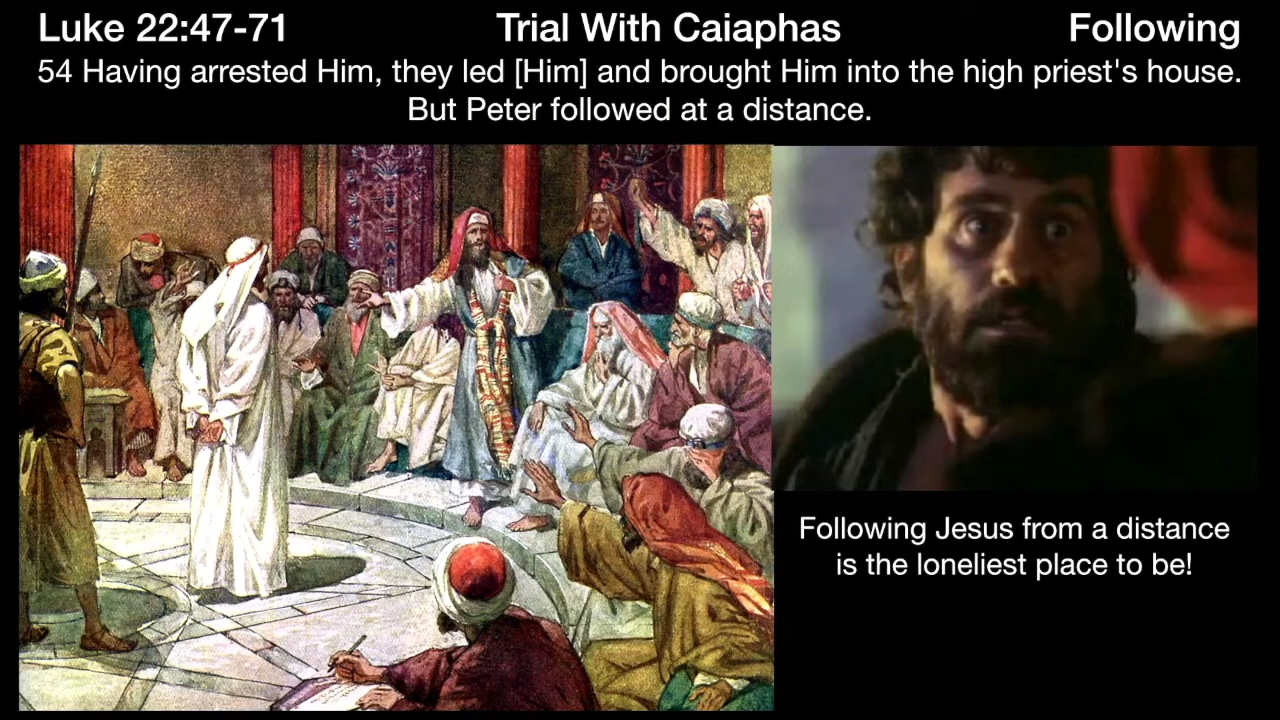 Luke 22:47-71 Trial With Caiaphas Following
54 Having arrested Him, they led [Him] and brought Him into the high priest's house.
But Peter followed at a distance.
Following Jesus from a distance
is the loneliest place to be!